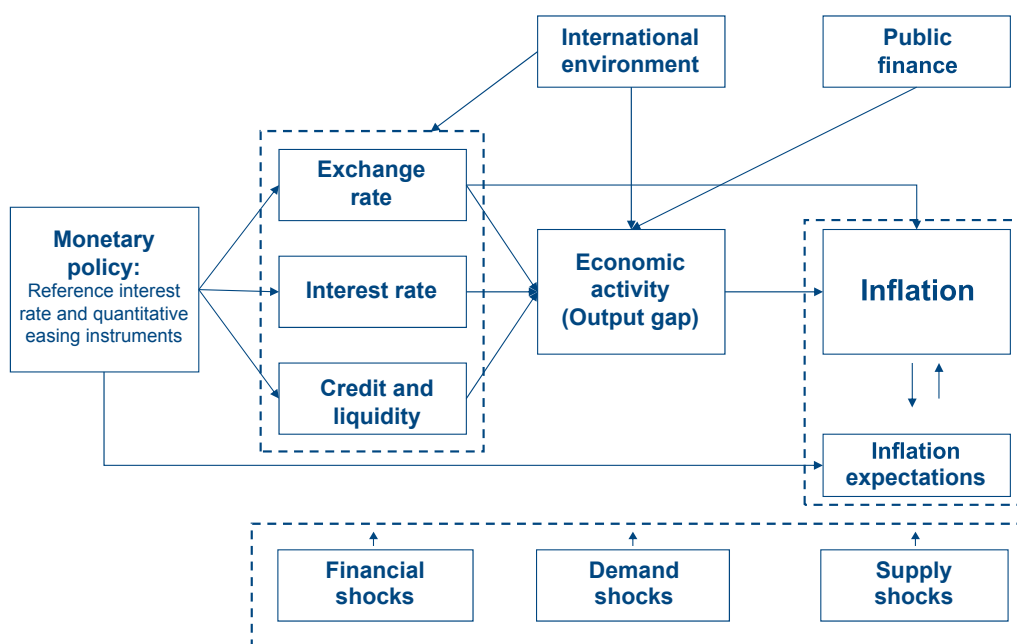 International
environment
Public
finance
Exchange
rate
Monetary
policy:
Reference interest
rate and quantitative
easing instruments
Interest rate
Economic
activity
(Output gap)
Inflation
Credit and
liquidity
Inflation
expectations
Financial
shocks
Demand
shocks
Supply
shocks